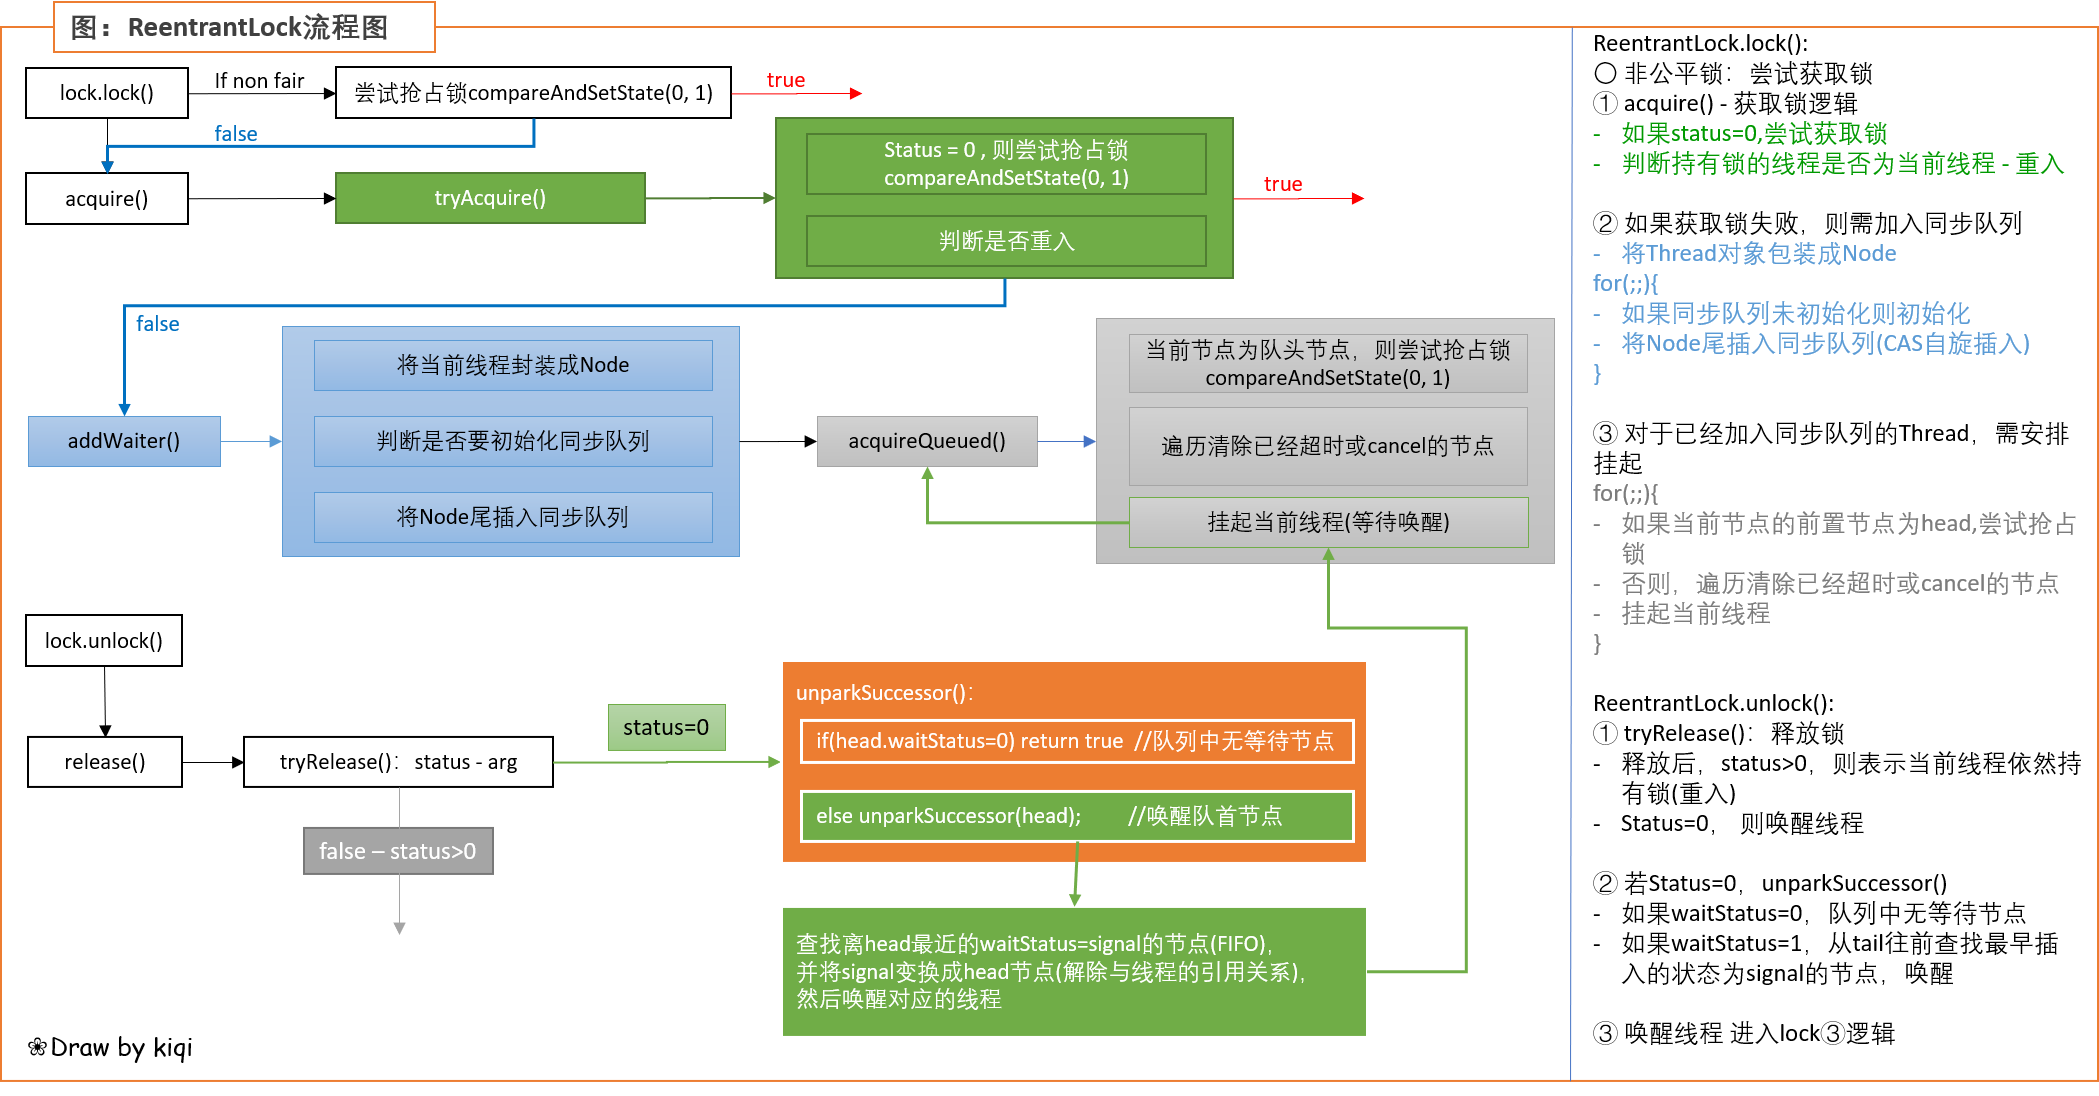 图：ReentrantLock流程图
lock.lock()
If non fair
尝试抢占锁compareAndSetState(0, 1)
true
false
acquire()
tryAcquire()
Status = 0 , 则尝试抢占锁
compareAndSetState(0, 1)
判断是否重入
true
false
addWaiter()
将当前线程封装成Node
判断是否要初始化同步队列
将Node尾插入同步队列
acquireQueued()
当前节点为队头节点，则尝试抢占锁
compareAndSetState(0, 1)
遍历清除已经超时或cancel的节点
挂起当前线程(等待唤醒)
lock.unlock()
release()
tryRelease()：status - arg
false – status>0
status=0
unparkSuccessor()：
if(head.waitStatus=0) return true //队列中无等待节点
else unparkSuccessor(head); //唤醒队首节点
查找离head最近的waitStatus=signal的节点(FIFO)，
并将signal变换成head节点(解除与线程的引用关系)，
然后唤醒对应的线程
❀Draw by kiqi
ReentrantLock.lock():
〇 非公平锁：尝试获取锁
① acquire() - 获取锁逻辑
- 如果status=0,尝试获取锁
- 判断持有锁的线程是否为当前线程 - 重入
② 如果获取锁失败，则需加入同步队列
- 将Thread对象包装成Node
for(;;){
- 如果同步队列未初始化则初始化
- 将Node尾插入同步队列(CAS自旋插入)
}
③ 对于已经加入同步队列的Thread，需安排
挂起
for(;;){
- 如果当前节点的前置节点为head,尝试抢占
锁
- 否则，遍历清除已经超时或cancel的节点
- 挂起当前线程
}
ReentrantLock.unlock():
① tryRelease()：释放锁
- 释放后，status>0，则表示当前线程依然持
有锁(重入)
- Status=0， 则唤醒线程
② 若Status=0，unparkSuccessor()
- 如果waitStatus=0，队列中无等待节点
- 如果waitStatus=1，从tail往前查找最早插
入的状态为signal的节点，唤醒
③ 唤醒线程 进入lock③逻辑